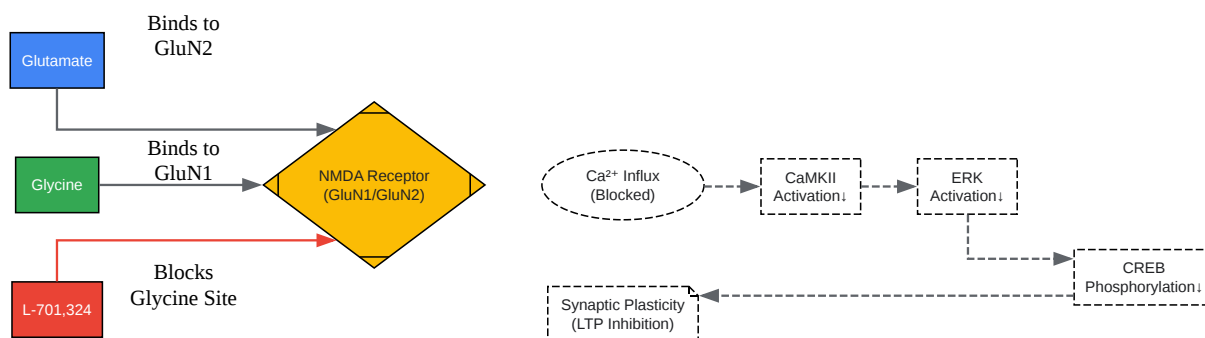 Binds to
GluN2
Glutamate
Binds to
GluN1
Glycine
NMDA Receptor
(GluN1/GluN2)
Blocks
Glycine Site
L-701,324
Ca²⁺ Influx
(Blocked)
CaMKII
Activation↓
ERK
Activation↓
CREB
Phosphorylation↓
Synaptic Plasticity
(LTP Inhibition)